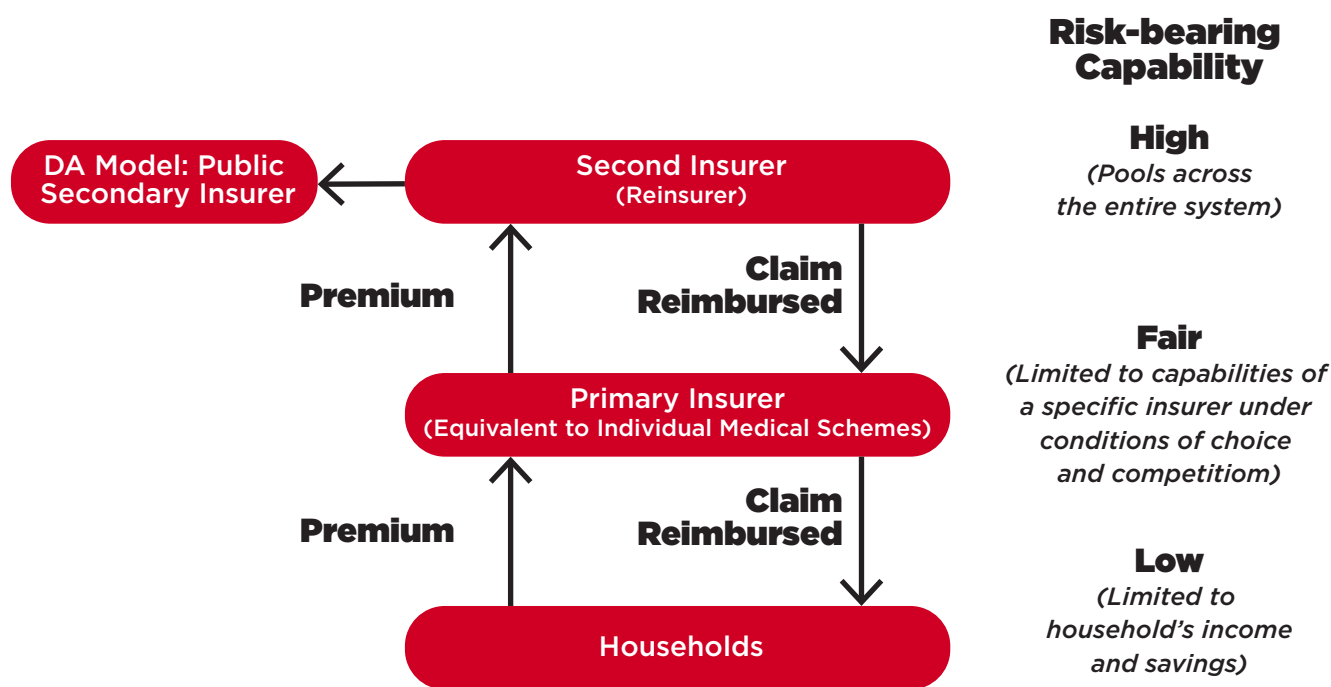 Risk-bearing
Capability
DA Model: Public
Secondary Insurer
Second Insurer
(Reinsurer)
High
(Pools across
the entire system)
Premium
Claim
Reimbursed
Primary Insurer
(Equivalent to Individual Medical Schemes)
Fair
(Limited to capabilities of
a specific insurer under
conditions of choice
and competitiom)
Premium
Claim
Reimbursed
Households
Low
(Limited to
household’s income
and savings)